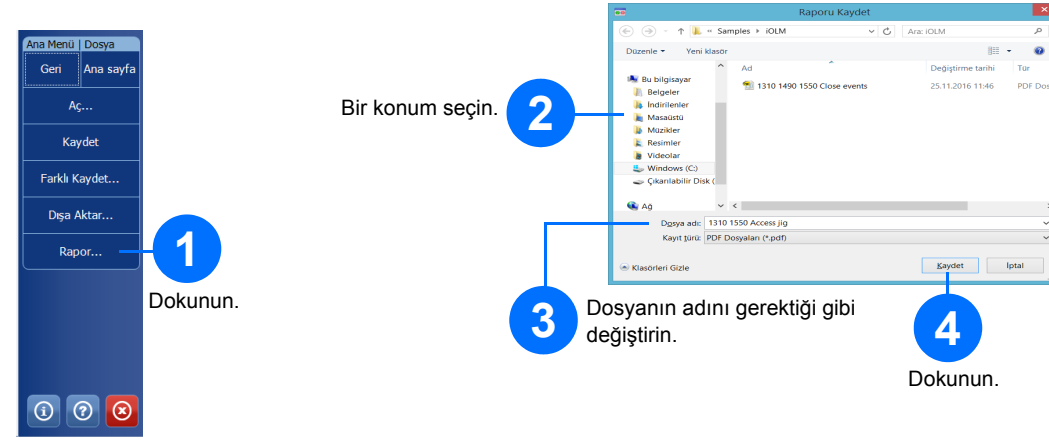 Ana Menü | Dosya
Geri Ana sayfa
Aç...
Kaydet
Farklı Kaydet...
Dışa Aktar...
Rapor...
1
Dokunun.
Bir konum seçin.
2
Raporu Kaydet
« Samples iOLM
Ara: iOLM
Düzenle Yeni klasör
Ad Değiştirme tarihi Tür
Bu bilgisayar
Belgeler
İndirilenler
Masaüstü
Müzikler
Resimler
Videolar
Windows (C:)
Çıkarılabilir Disk (
Ağ
1310 1490 1550 Close events 25.11.2016 11:46 PDF Dos
Dosya adı: 1310 1550 Access jig
Kayıt türü: PDF Dosyaları (*.pdf)
Klasörleri Gizle
Kaydet İptal
3
Dosyanın adını gerektiği gibi
değiştirin.
4
Dokunun.